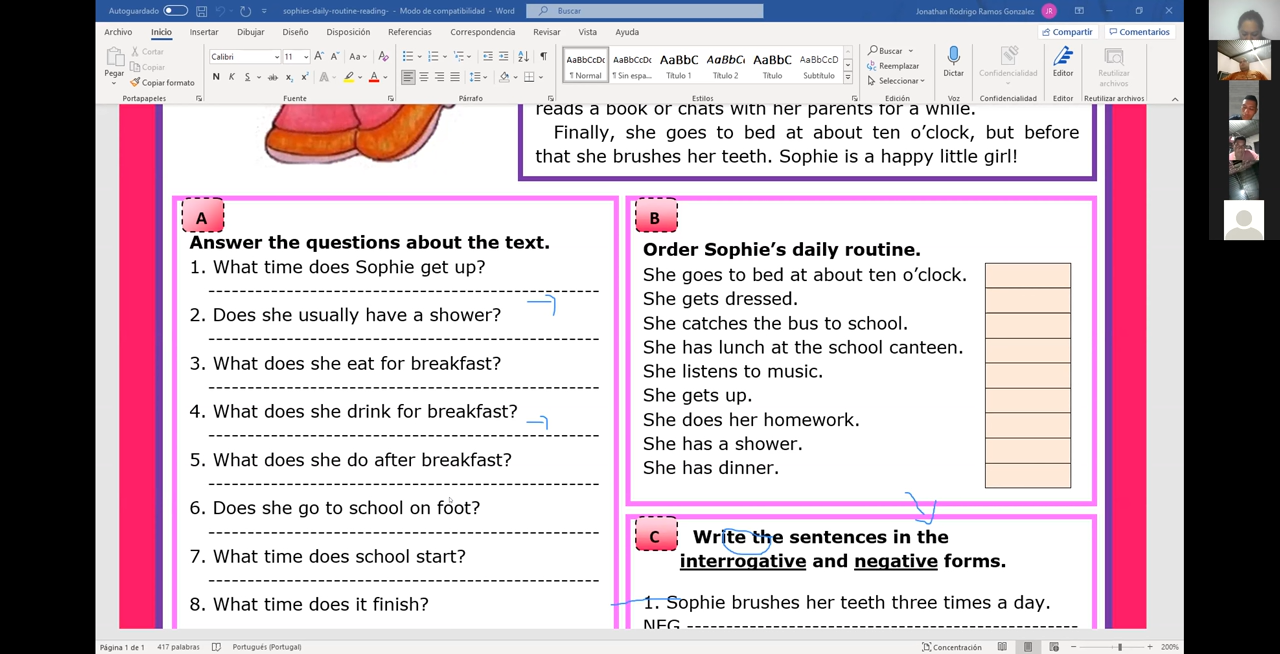 Autoguardado
sophies-daily-routine-reading- - Modo de compatibilidad - Word
Buscar
Jonathan Rodrigo Ramos Gonzalez
JR
Archivo Inicio Insertar Dibujar Diseño Disposición Referencias Correspondencia Revisar Vista Ayuda
Compartir Comentarios
Pegar
Cortar
Copiar
Copiar formato
Portapapeles
Calibri 11
N K S
Fuente
Párrafo
AaBbCcDc AaBbCcDc AaBbC AaBbCc AaBbC AaBbCcD
¶ Normal ¶ Sin espa... Título 1 Título 2 Título Subtítulo
Estilos
Buscar
Reemplazar
Seleccionar
Edición
Dictar
Voz
Confidencialidad
Confidencialidad
Editor
Editor
Reutilizar archivos
Reutilizar archivos
reads a book or chats with her parents for a while.
Finally, she goes to bed at about ten o’clock, but before
that she brushes her teeth. Sophie is a happy little girl!
A
Answer the questions about the text.
1. What time does Sophie get up?
2. Does she usually have a shower?
3. What does she eat for breakfast?
4. What does she drink for breakfast?
5. What does she do after breakfast?
6. Does she go to school on foot?
7. What time does school start?
8. What time does it finish?
B
Order Sophie’s daily routine.
She goes to bed at about ten o’clock.
She gets dressed.
She catches the bus to school.
She has lunch at the school canteen.
She listens to music.
She gets up.
She does her homework.
She has a shower.
She has dinner.
C
Write the sentences in the
interrogative and negative forms.
1. Sophie brushes her teeth three times a day.
NEG
Página 1 de 1 417 palabras Portugués (Portugal)
Concentración
200%